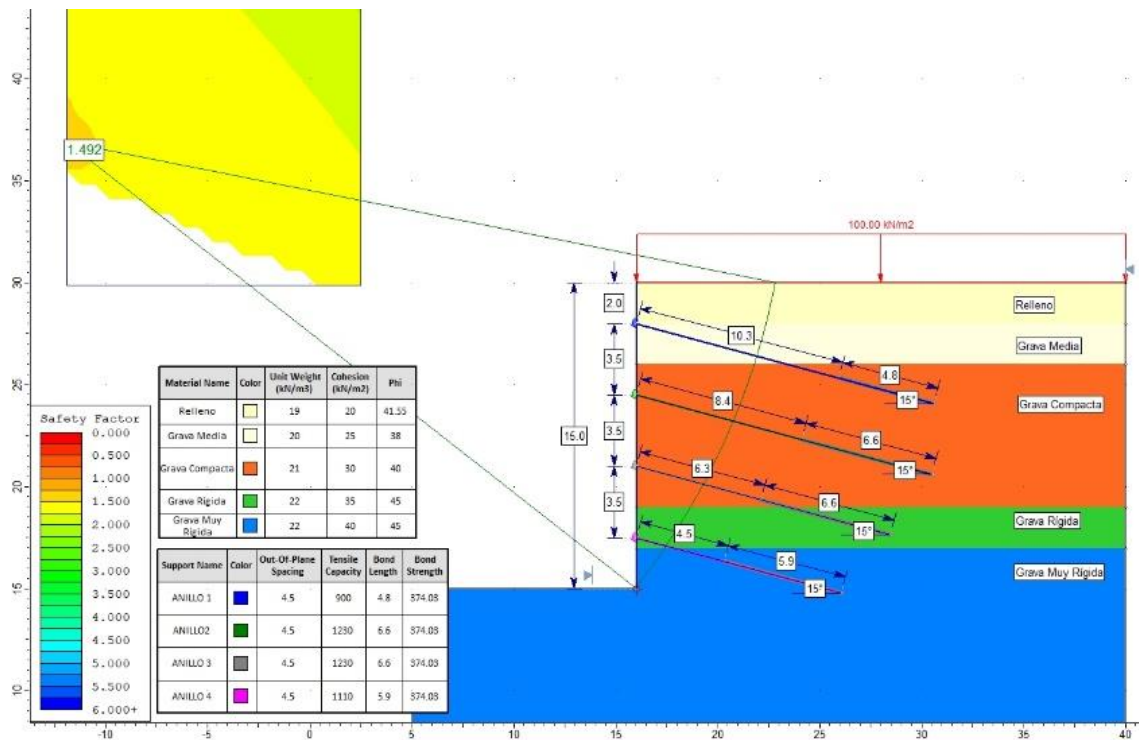 40
35
30
25
20
15
10
1.492
100.00 kN/m2
2.0
3.5
3.5
3.5
15.0
10.3
4.8
15°
8.4
6.6
15°
6.3
6.6
15°
4.5
5.9
15°
Relleno
Grava Media
Grava Compacta
Grava Rígida
Grava Muy Rígida
Material Name Color Unit Weight (kN/m3) Cohesion (kN/m2) Phi
Relleno 19 20 41.55
Grava Media 20 25 38
Grava Compacta 21 30 40
Grava Rígida 22 35 45
Grava Muy Rígida 22 40 45
Support Name Color Out-Of-Plane Spacing Tensile Capacity Bond Length Bond Strength
ANILLO 1 4.5 900 4.8 374.03
ANILLO2 4.5 1230 6.6 374.03
ANILLO 3 4.5 1230 6.6 374.03
ANILLO 4 4.5 1110 5.9 374.03
Safety Factor
0.000
0.500
1.000
1.500
2.000
2.500
3.000
3.500
4.000
4.500
5.000
5.500
6.000+
-10
-5
0
5
10
15
20
25
30
35
40